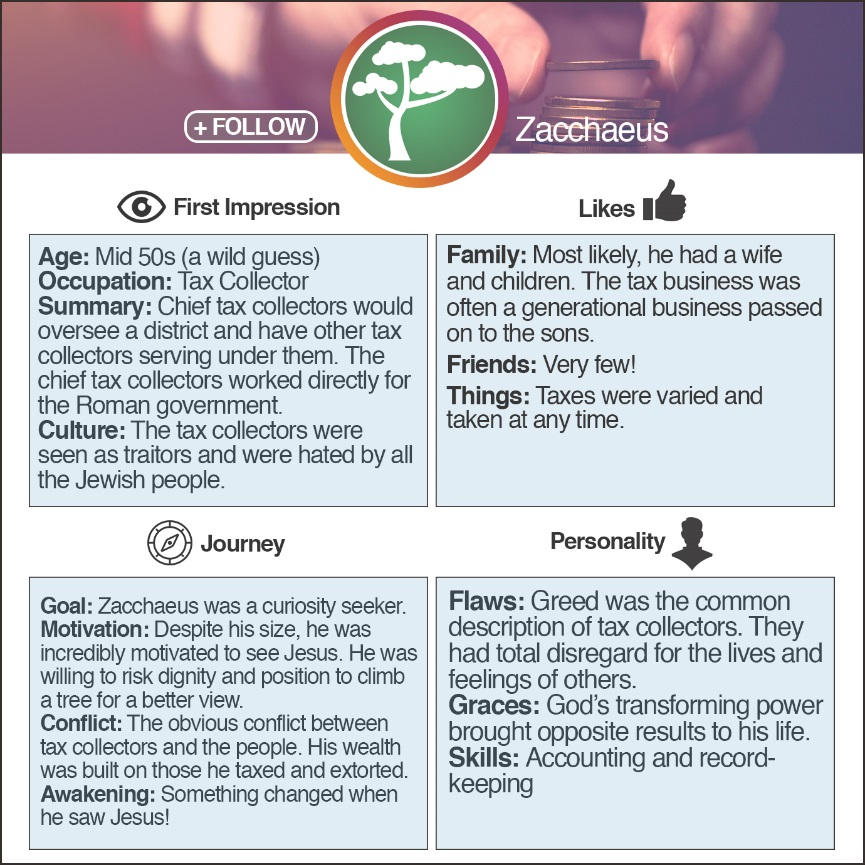 + FOLLOW
Zacchaeus
First Impression
Age: Mid 50s (a wild guess)
Occupation: Tax Collector
Summary: Chief tax collectors would
oversee a district and have other tax
collectors serving under them. The
chief tax collectors worked directly for
the Roman government.
Culture: The tax collectors were
seen as traitors and were hated by all
the Jewish people.
Likes
Family: Most likely, he had a wife
and children. The tax business was
often a generational business passed
on to the sons.
Friends: Very few!
Things: Taxes were varied and
taken at any time.
Journey
Goal: Zacchaeus was a curiosity seeker.
Motivation: Despite his size, he was
incredibly motivated to see Jesus. He was
willing to risk dignity and position to climb
a tree for a better view.
Conflict: The obvious conflict between
tax collectors and the people. His wealth
was built on those he taxed and extorted.
Awakening: Something changed when
he saw Jesus!
Personality
Flaws: Greed was the common
description of tax collectors. They
had total disregard for the lives and
feelings of others.
Graces: God's transforming power
brought opposite results to his life.
Skills: Accounting and record-
keeping